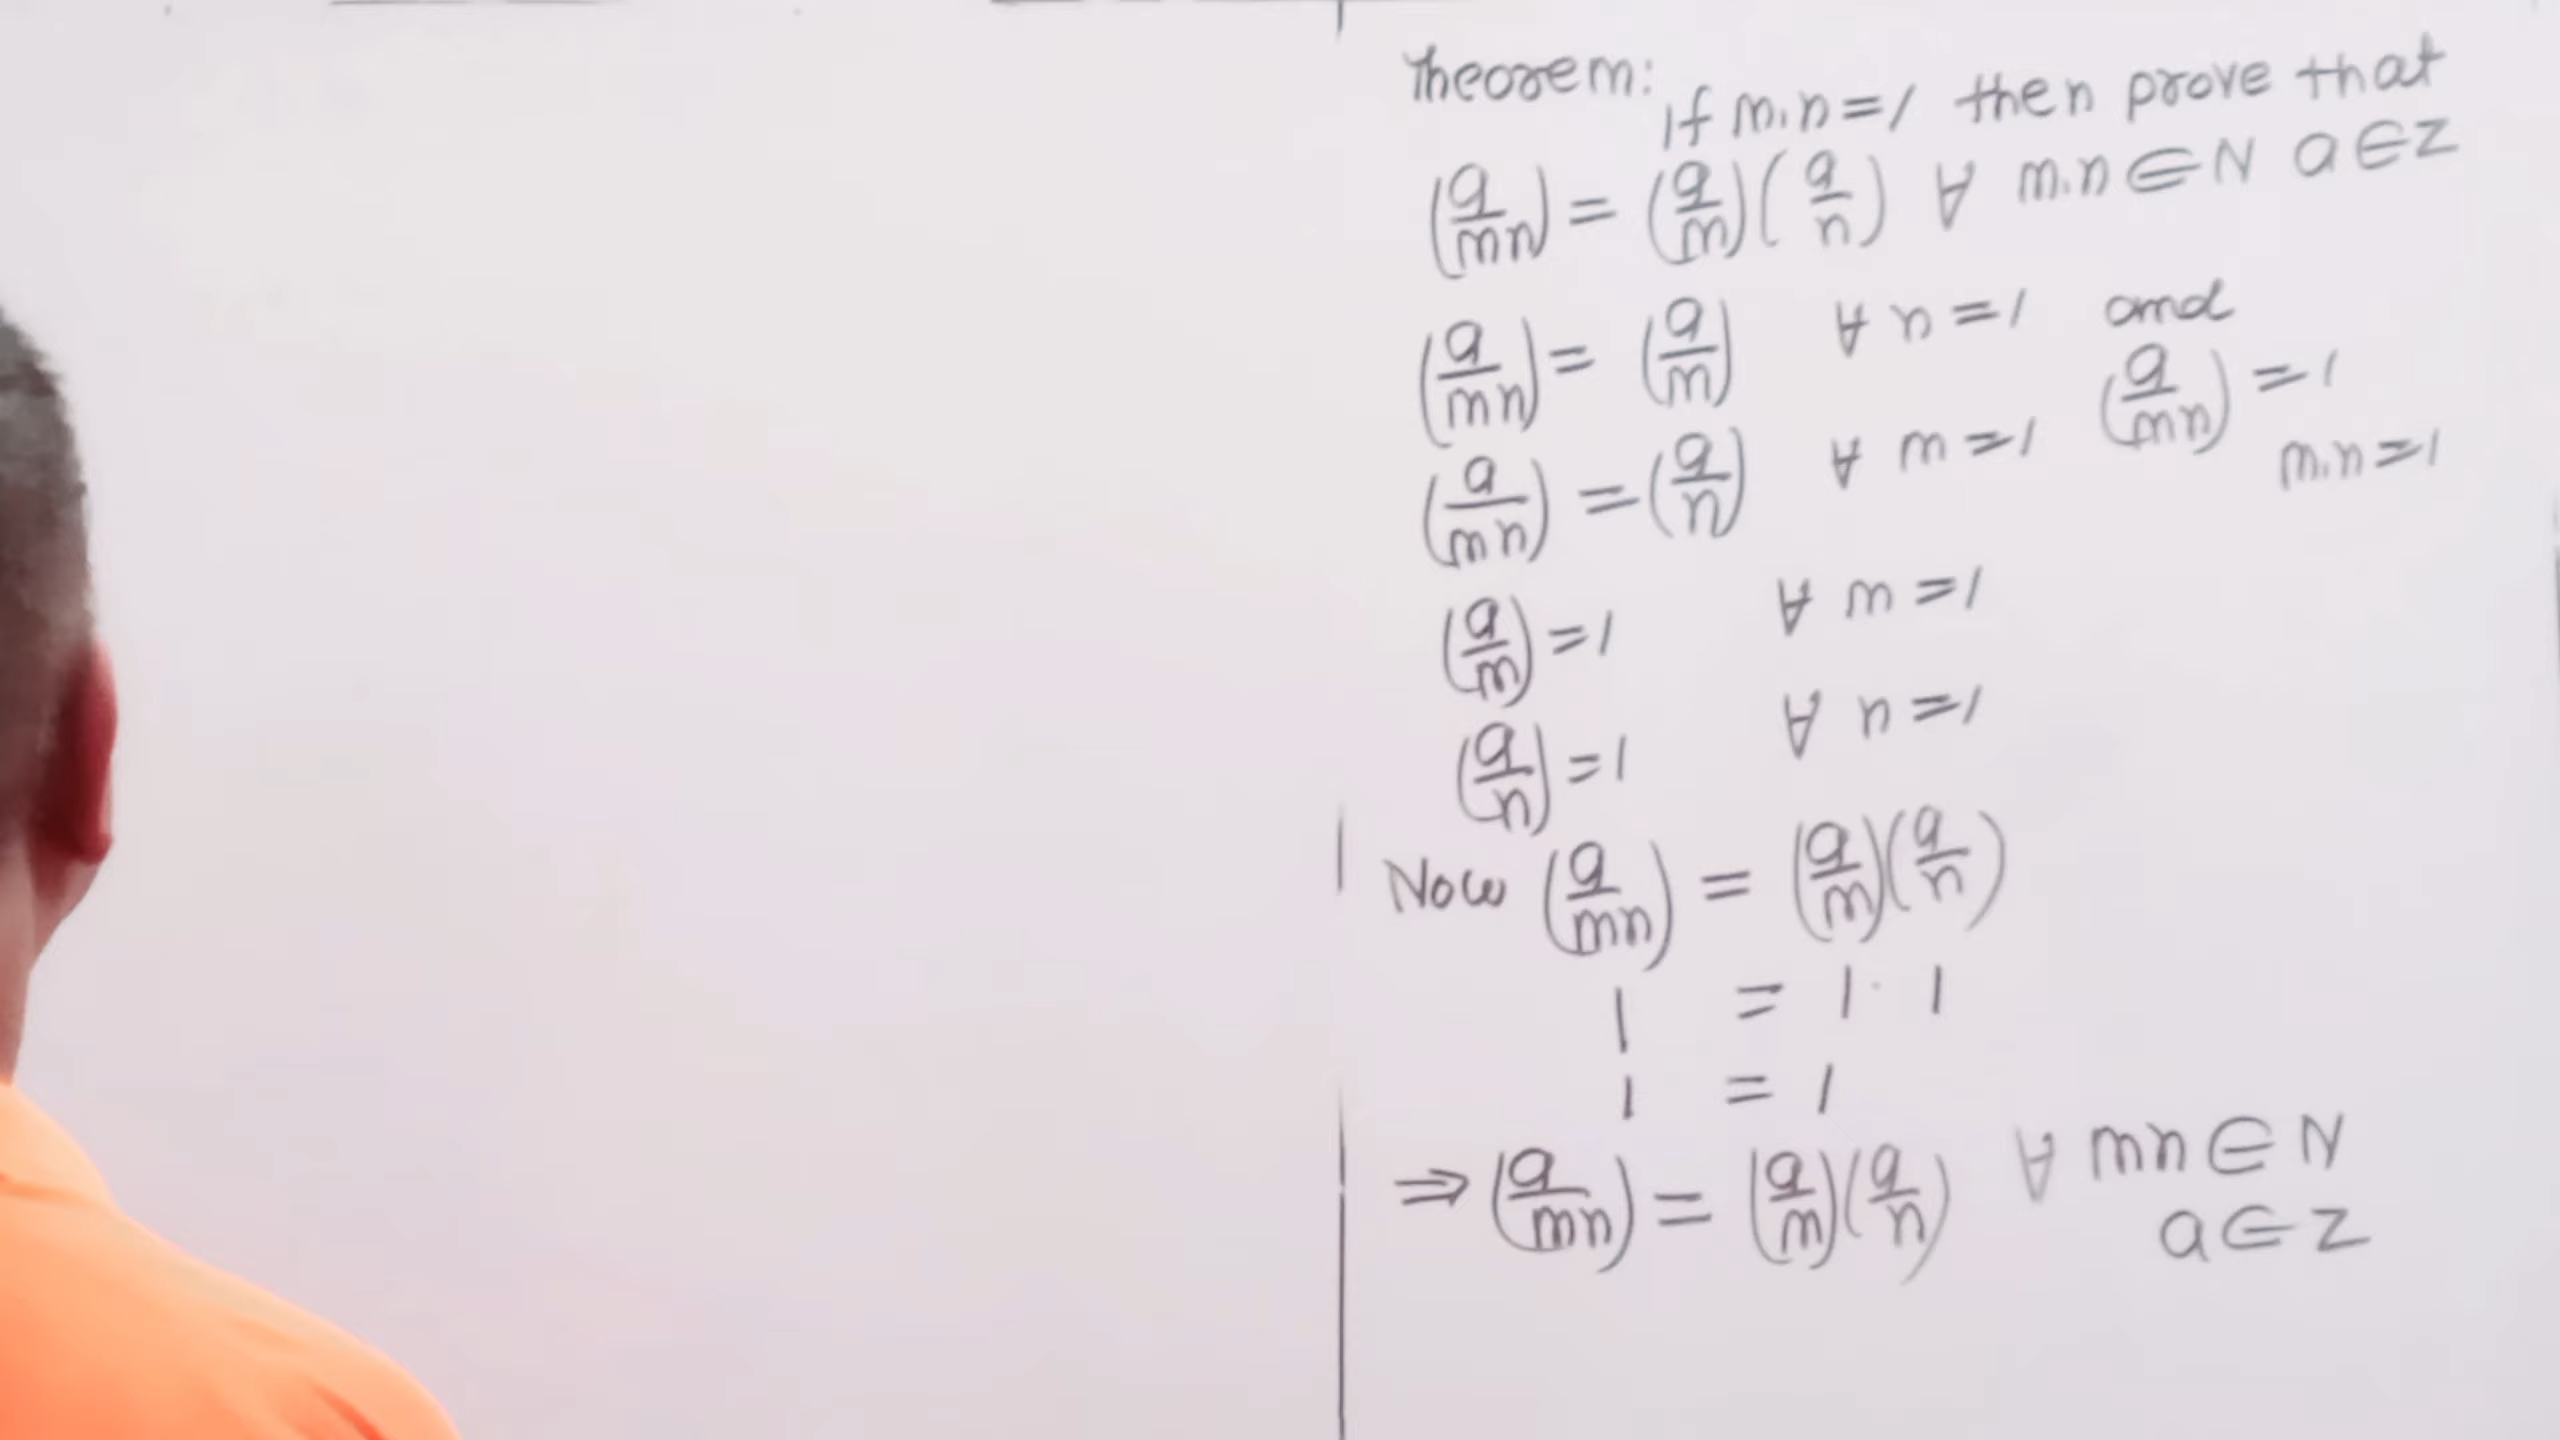 Theorem: If m.n=1 then prove that
(a/mn) = (a/m)(a/n) ∀ m.n∈N a∈Z
(a/mn) = (a/m) ∀ n=1 and
(a/mn) = (a/n) ∀ m=1 (a/mn) =1
m.n=1
(a/m) =1 ∀ m=1
(a/n) =1 ∀ n=1
Now (a/mn) = (a/m)(a/n)
1 = 1 . 1
1 = 1
⇒ (a/mn) = (a/m)(a/n) ∀ mn∈N
a∈Z